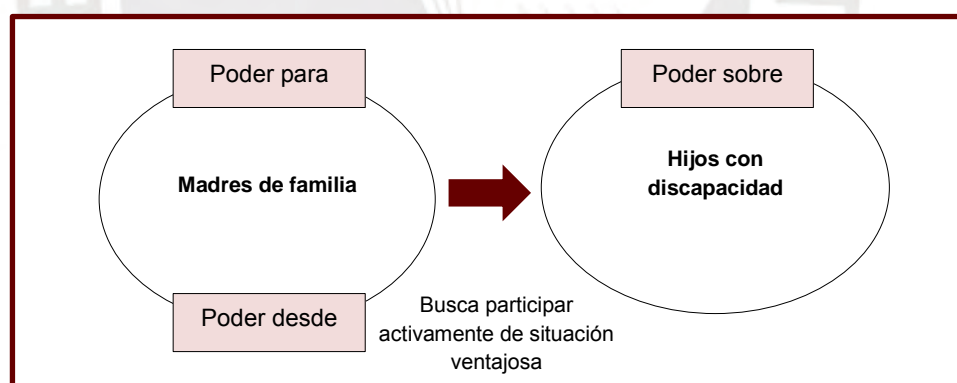 Poder para
Poder sobre
Madres de familia
Hijos con
discapacidad
Poder desde
Busca participar
activamente de situación
ventajosa